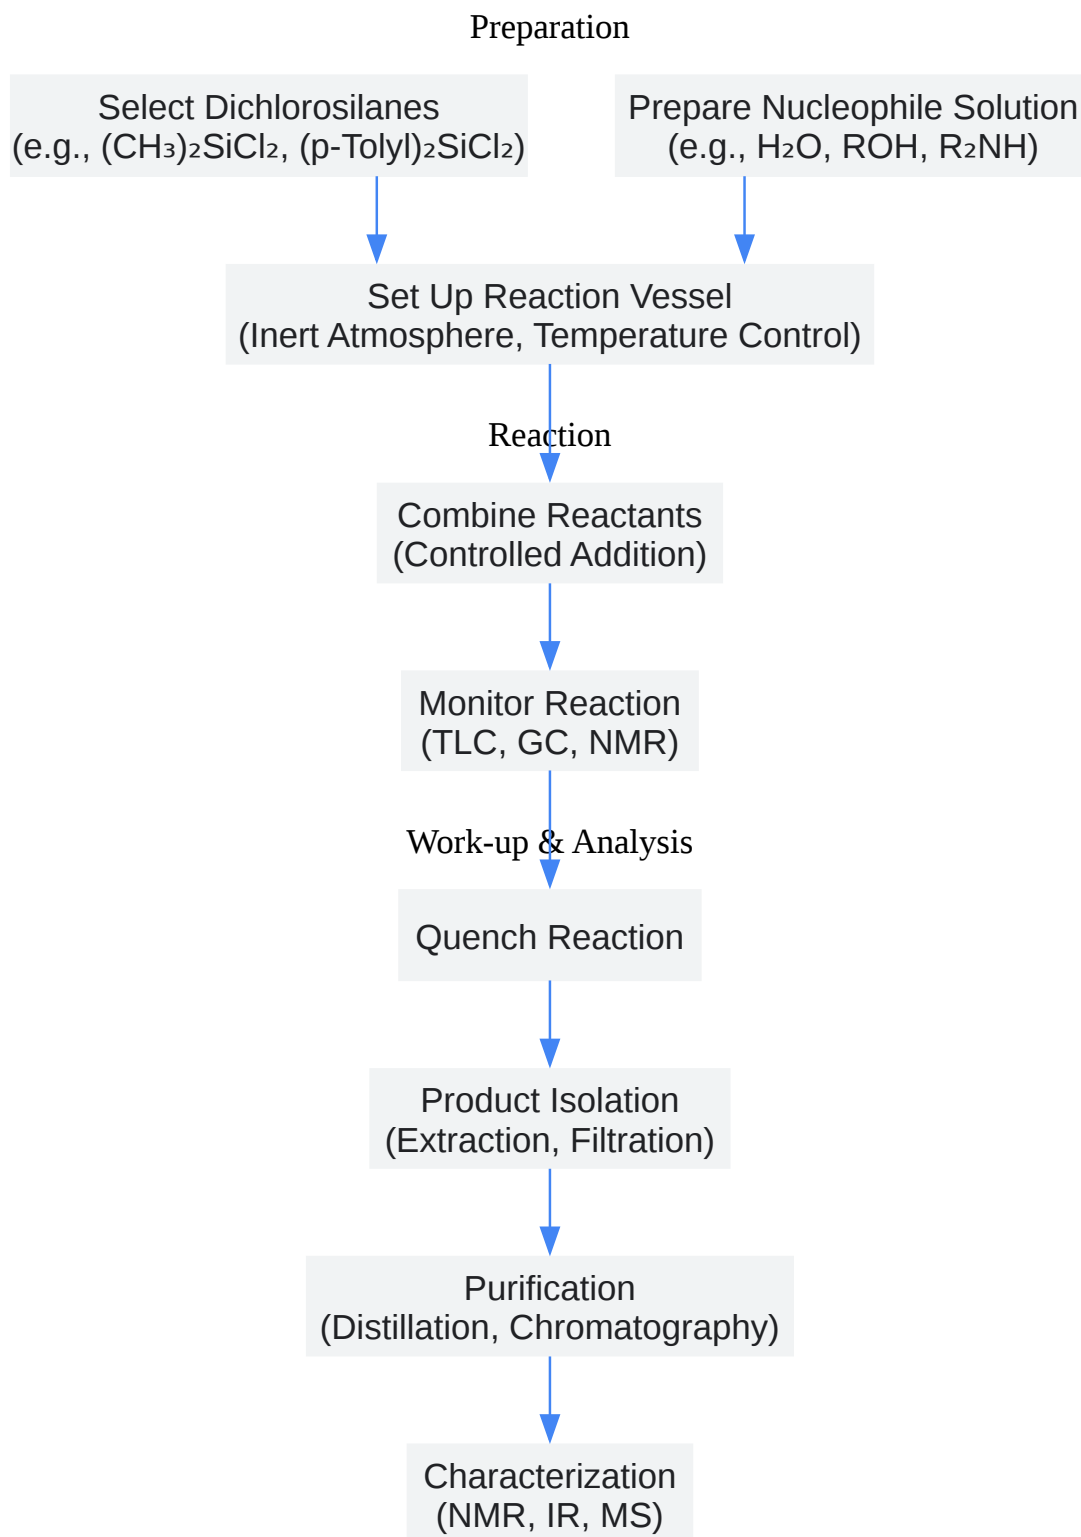 Preparation
Select Dichlorosilanes
(e.g., (CH₃)₂SiCl₂, (p-Tolyl)₂SiCl₂)
Prepare Nucleophile Solution
(e.g., H₂O, ROH, R₂NH)
Set Up Reaction Vessel
(Inert Atmosphere, Temperature Control)
Reaction
Combine Reactants
(Controlled Addition)
Monitor Reaction
(TLC, GC, NMR)
Work-up & Analysis
Quench Reaction
Product Isolation
(Extraction, Filtration)
Purification
(Distillation, Chromatography)
Characterization
(NMR, IR, MS)